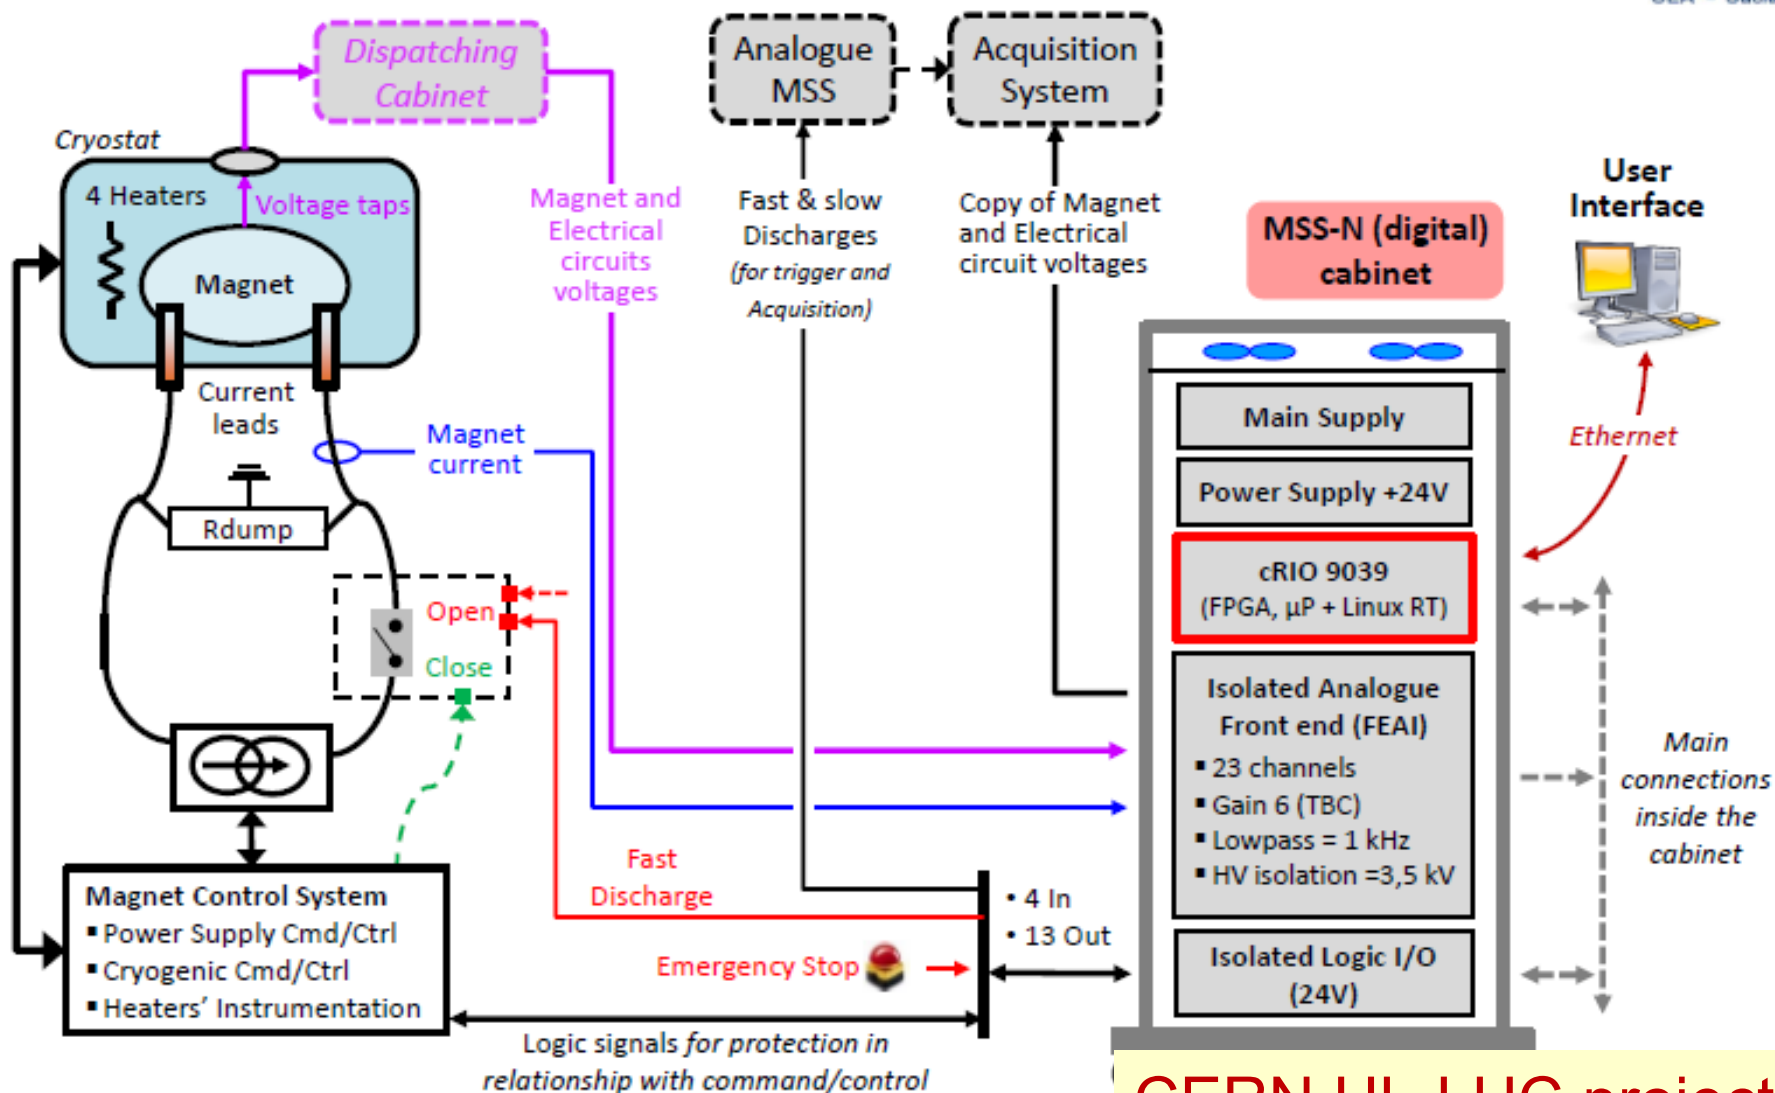 Dispatching
Cabinet
Analogue
MSS
Acquisition
System
Cryostat
4 Heaters
Voltage taps
Magnet
Magnet and
Electrical
circuits
voltages
Fast & slow
Discharges
(for trigger and
Acquisition)
Copy of Magnet
and Electrical
circuit voltages
MSS-N (digital)
cabinet
User
Interface
Ethernet
Current
leads
Magnet
current
Rdump
Open
Close
Main Supply
Power Supply +24V
cRIO 9039
(FPGA, µP + Linux RT)
Isolated Analogue
Front end (FEAI)
▪ 23 channels
▪ Gain 6 (TBC)
▪ Lowpass = 1 kHz
▪ HV isolation =3,5 kV
Isolated Logic I/O
(24V)
Main
connections
inside the
cabinet
Fast
Discharge
• 4 In
• 13 Out
Emergency Stop
Magnet Control System
▪ Power Supply Cmd/Ctrl
▪ Cryogenic Cmd/Ctrl
▪ Heaters' Instrumentation
Logic signals for protection in
relationship with command/control